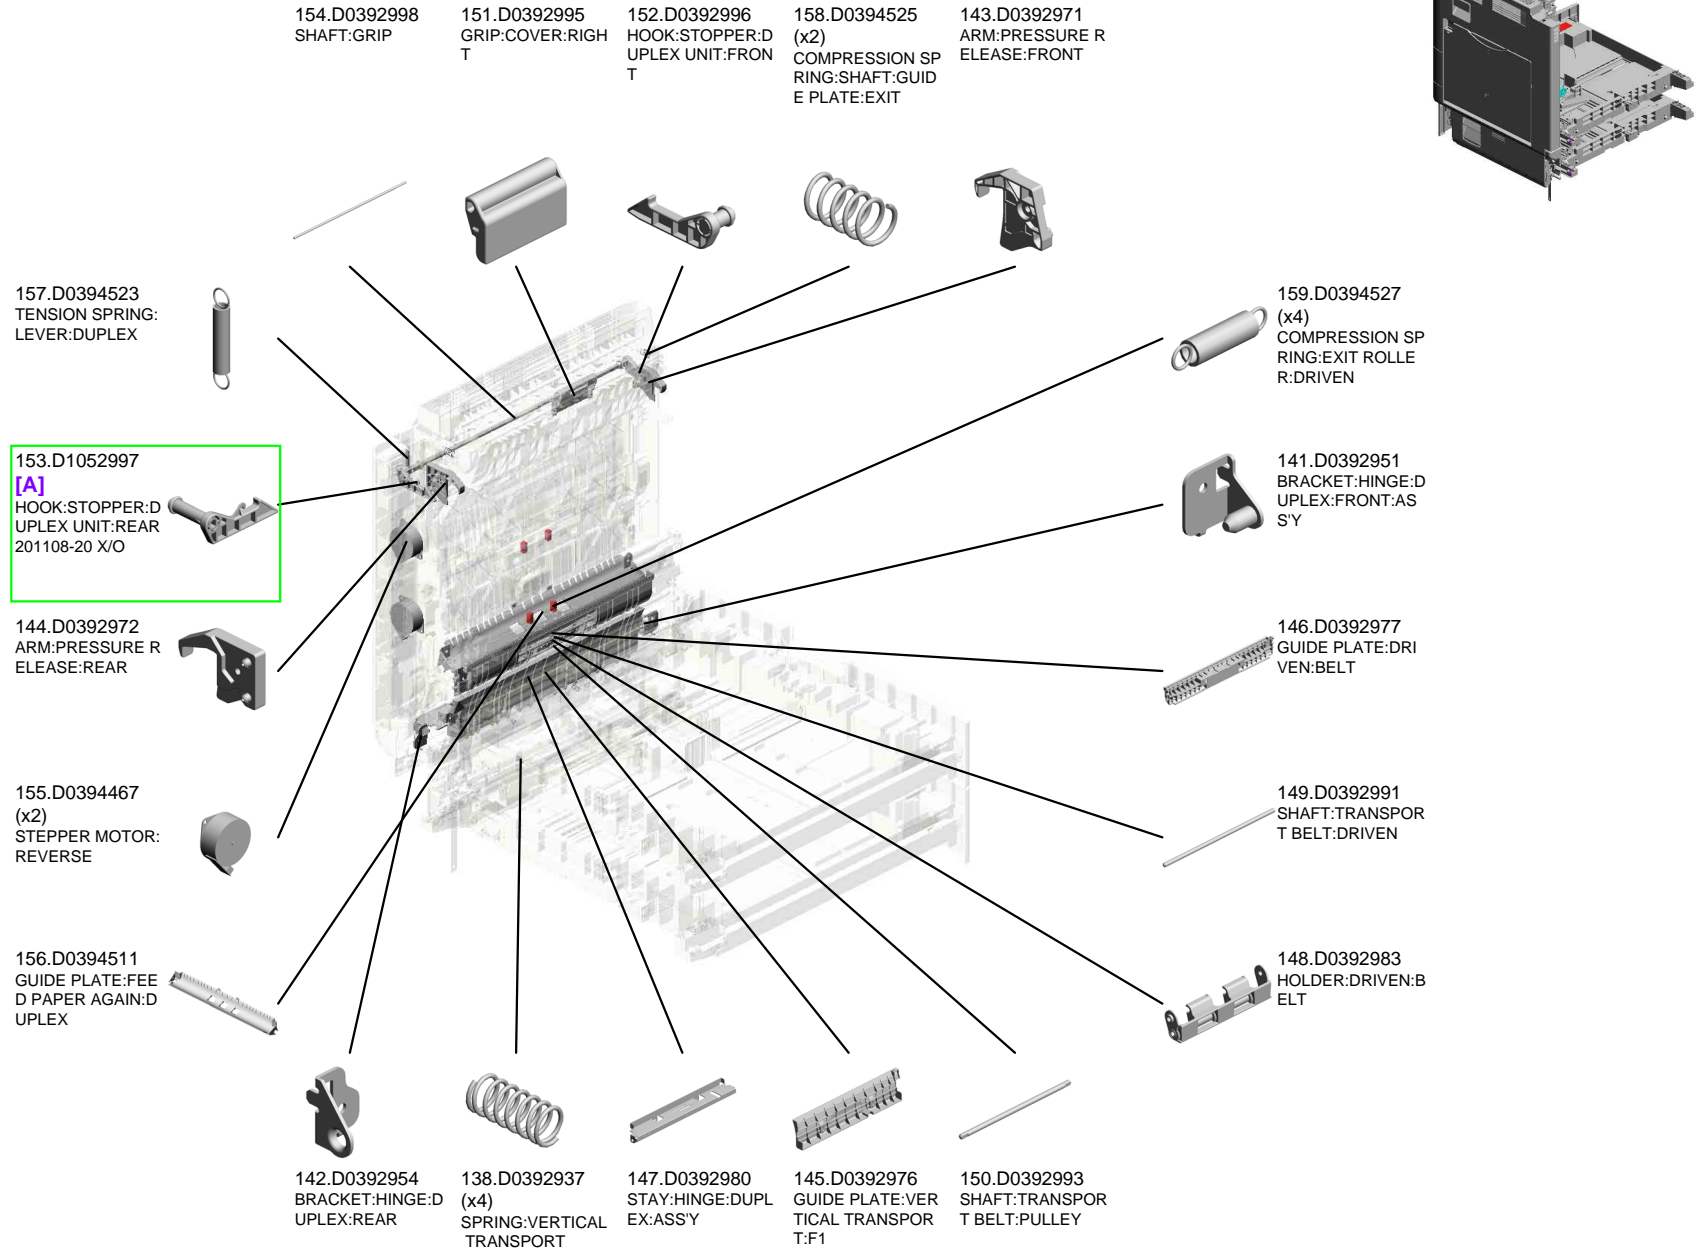 154.D0392998
SHAFT:GRIP
151.D0392995
GRIP:COVER:RIGH
T
152.D0392996
HOOK:STOPPER:D
UPLEX UNIT:FRON
T
158.D0394525
(x2)
COMPRESSION SP
RING:SHAFT:GUID
E PLATE:EXIT
143.D0392971
ARM:PRESSURE R
ELEASE:FRONT
157.D0394523
TENSION SPRING:
LEVER:DUPLEX
159.D0394527
(x4)
COMPRESSION SP
RING:EXIT ROLLE
R:DRIVEN
153.D1052997
[A]
HOOK:STOPPER:D
UPLEX UNIT:REAR
201108-20 X/O
141.D0392951
BRACKET:HINGE:D
UPLEX:FRONT:AS
S'Y
144.D0392972
ARM:PRESSURE R
ELEASE:REAR
146.D0392977
GUIDE PLATE:DRI
VEN:BELT
155.D0394467
(x2)
STEPPER MOTOR:
REVERSE
149.D0392991
SHAFT:TRANSPOR
T BELT:DRIVEN
156.D0394511
GUIDE PLATE:FEE
D PAPER AGAIN:D
UPLEX
148.D0392983
HOLDER:DRIVEN:B
ELT
142.D0392954
BRACKET:HINGE:D
UPLEX:REAR
138.D0392937
(x4)
SPRING:VERTICAL
TRANSPORT
147.D0392980
STAY:HINGE:DUPL
EX:ASS'Y
145.D0392976
GUIDE PLATE:VER
TICAL TRANSPOR
T:F1
150.D0392993
SHAFT:TRANSPOR
T BELT:PULLEY